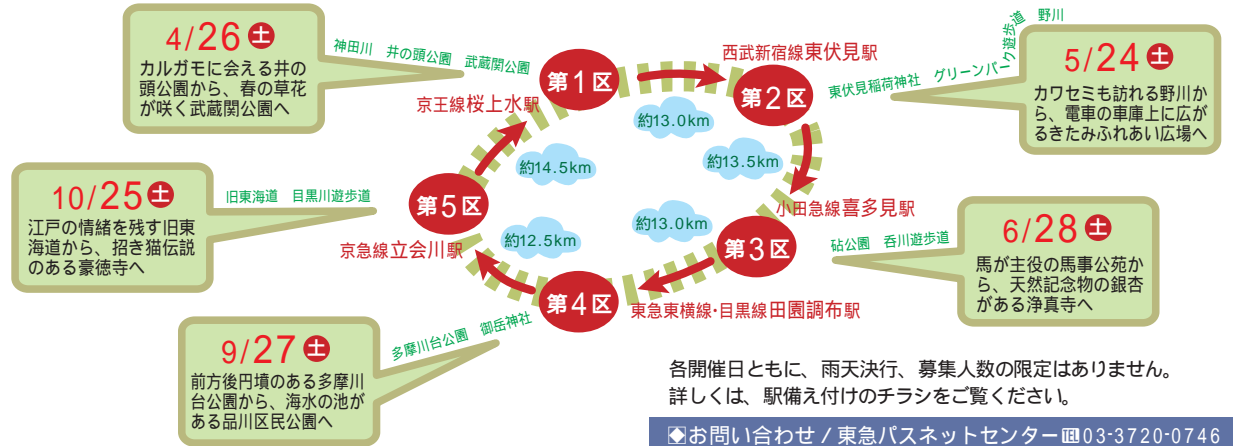 4/26 土
カルガモに会える井の
頭公園から、春の草花
が咲く武蔵関公園へ
神田川 井の頭公園 武蔵関公園
第1区
京王線桜上水駅
約13.0km
西武新宿線東伏見駅
第2区
東伏見稲荷神社 グリーンパーク遊歩道 野川
5/24 土
カワセミも訪れる野川か
ら、電車の車庫上に広が
るきたみふれあい広場へ
約13.5km
小田急線喜多見駅
第3区
砧公園 呑川遊歩道
6/28 土
馬が主役の馬事公苑か
ら、天然記念物の銀杏
がある浄真寺へ
約13.0km
東急東横線・目黒線田園調布駅
第4区
多摩川台公園 御岳神社
9/27 土
前方後円墳のある多摩川
台公園から、海水の池が
ある品川区民公園へ
約12.5km
京急線立会川駅
第5区
旧東海道 目黒川遊歩道
10/25 土
江戸の情緒を残す旧東
海道から、招き猫伝説
のある豪徳寺へ
約14.5km
各開催日ともに、雨天決行、募集人数の限定はありません。
詳しくは、駅備え付けのチラシをご覧ください。
◆お問い合わせ / 東急パスネットセンター ℡03-3720-0746